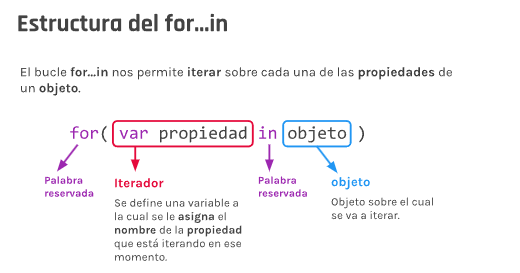 Estructura del for...in
El bucle for...in nos permite iterar sobre cada una de las propiedades de
un objeto.
for( var propiedad in objeto )
Palabra
reservada
Iterador
Se define una variable a
la cual se le asigna el
nombre de la propiedad
que está iterando en ese
momento.
Palabra
reservada
objeto
Objeto sobre el cual
se va a iterar.